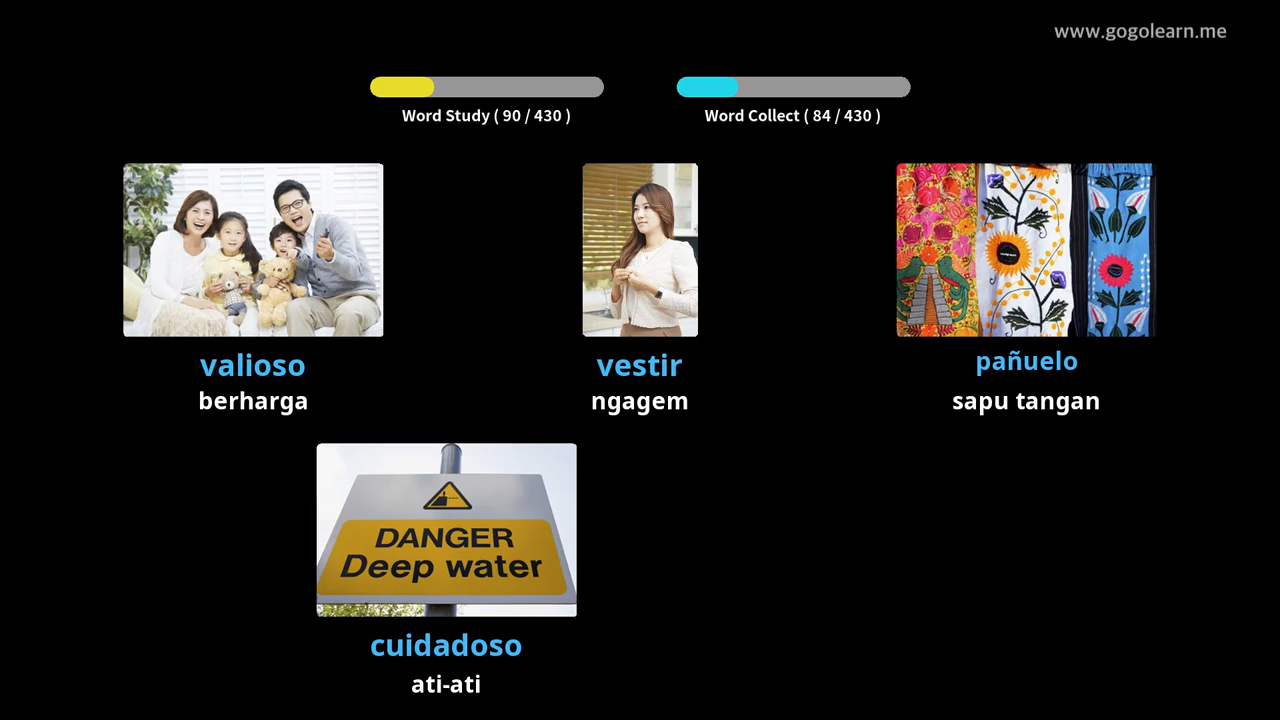 www.gogolearn.me
Word Study ( 90 / 430 )
Word Collect ( 84 / 430 )
valioso
berharga
vestir
ngagem
pañuelo
sapu tangan
DANGER
Deep water
cuidadoso
ati-ati